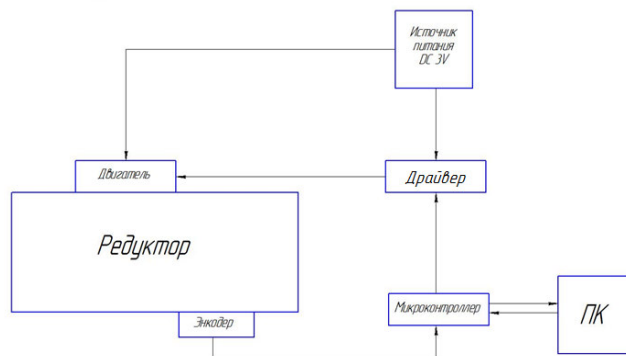 Источник
питания
DC 3V
Двигатель
Драйвер
Редуктор
Микроконтроллер
ПК
Энкодер